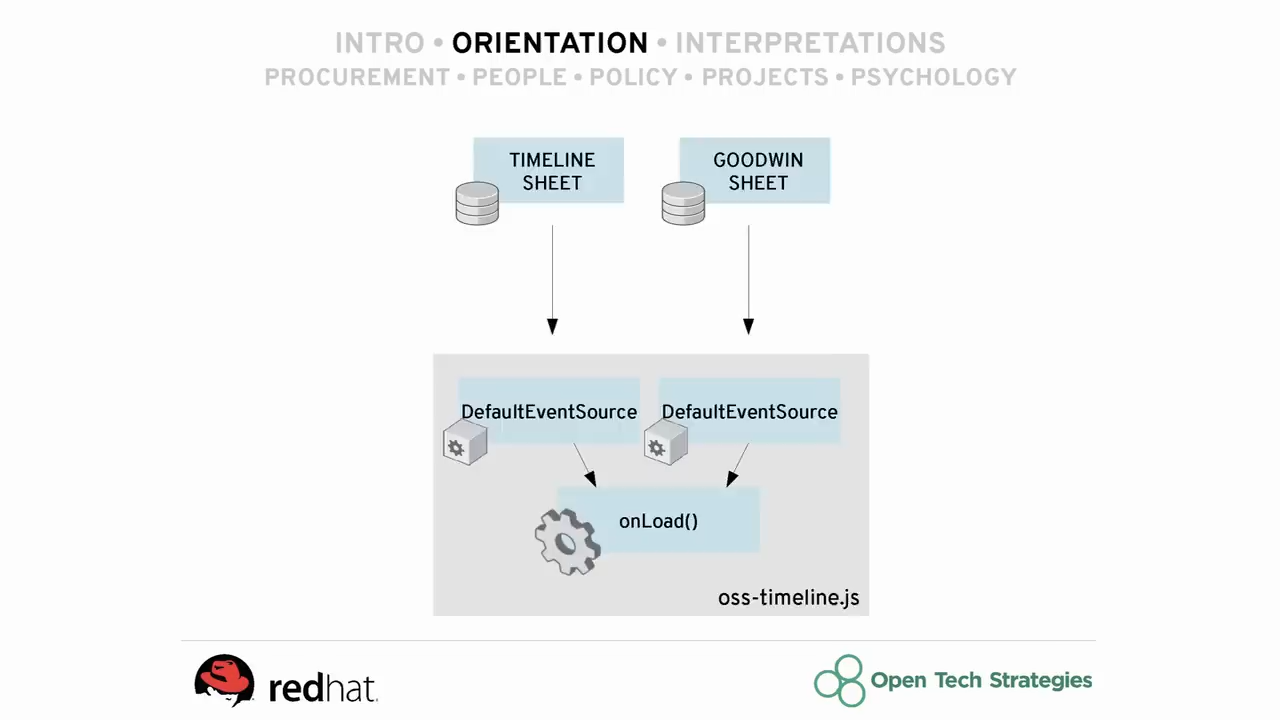 INTRO • ORIENTATION • INTERPRETATIONS
PROCUREMENT • PEOPLE • POLICY • PROJECTS • PSYCHOLOGY
TIMELINE
SHEET
GOODWIN
SHEET
DefaultEventSource
DefaultEventSource
onLoad()
oss-timeline.js
redhat.
Open Tech Strategies